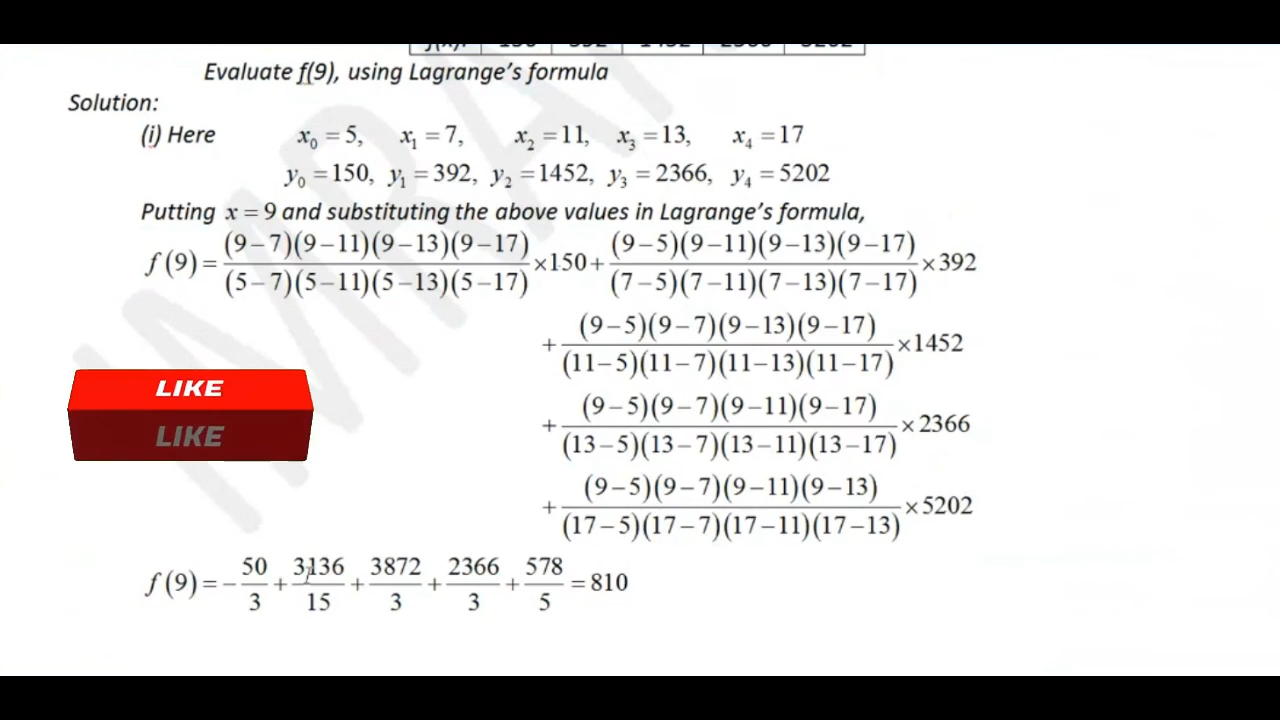 f(x): 150 392 1452 2366 5202
Evaluate f(9), using Lagrange's formula
Solution:
(i) Here x₀ = 5, x₁ = 7, x₂ = 11, x₃ = 13, x₄ = 17
y₀ = 150, y₁ = 392, y₂ = 1452, y₃ = 2366, y₄ = 5202
Putting x = 9 and substituting the above values in Lagrange's formula,
f(9) = (9−7)(9−11)(9−13)(9−17)/(5−7)(5−11)(5−13)(5−17) ×150 + (9−5)(9−11)(9−13)(9−17)/(7−5)(7−11)(7−13)(7−17) ×392
+ (9−5)(9−7)(9−13)(9−17)/(11−5)(11−7)(11−13)(11−17) ×1452
+ (9−5)(9−7)(9−11)(9−17)/(13−5)(13−7)(13−11)(13−17) ×2366
+ (9−5)(9−7)(9−11)(9−13)/(17−5)(17−7)(17−11)(17−13) ×5202
LIKE
LIKE
f(9) = −50/3 + 3136/15 + 3872/3 + 2366/3 + 578/5 = 810